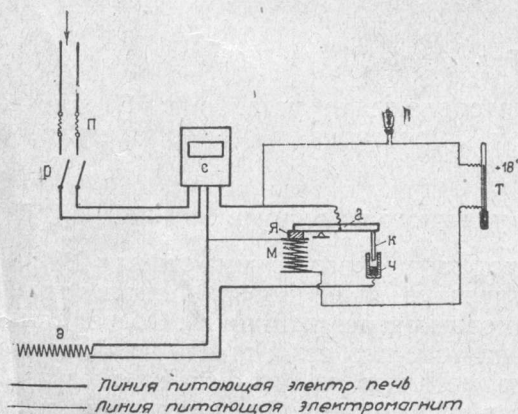 П
Р
С
Л
+18°
Т
а
Я
К
М
Ч
Э
Линия питающая электр. печь
Линия питающая электромагнит